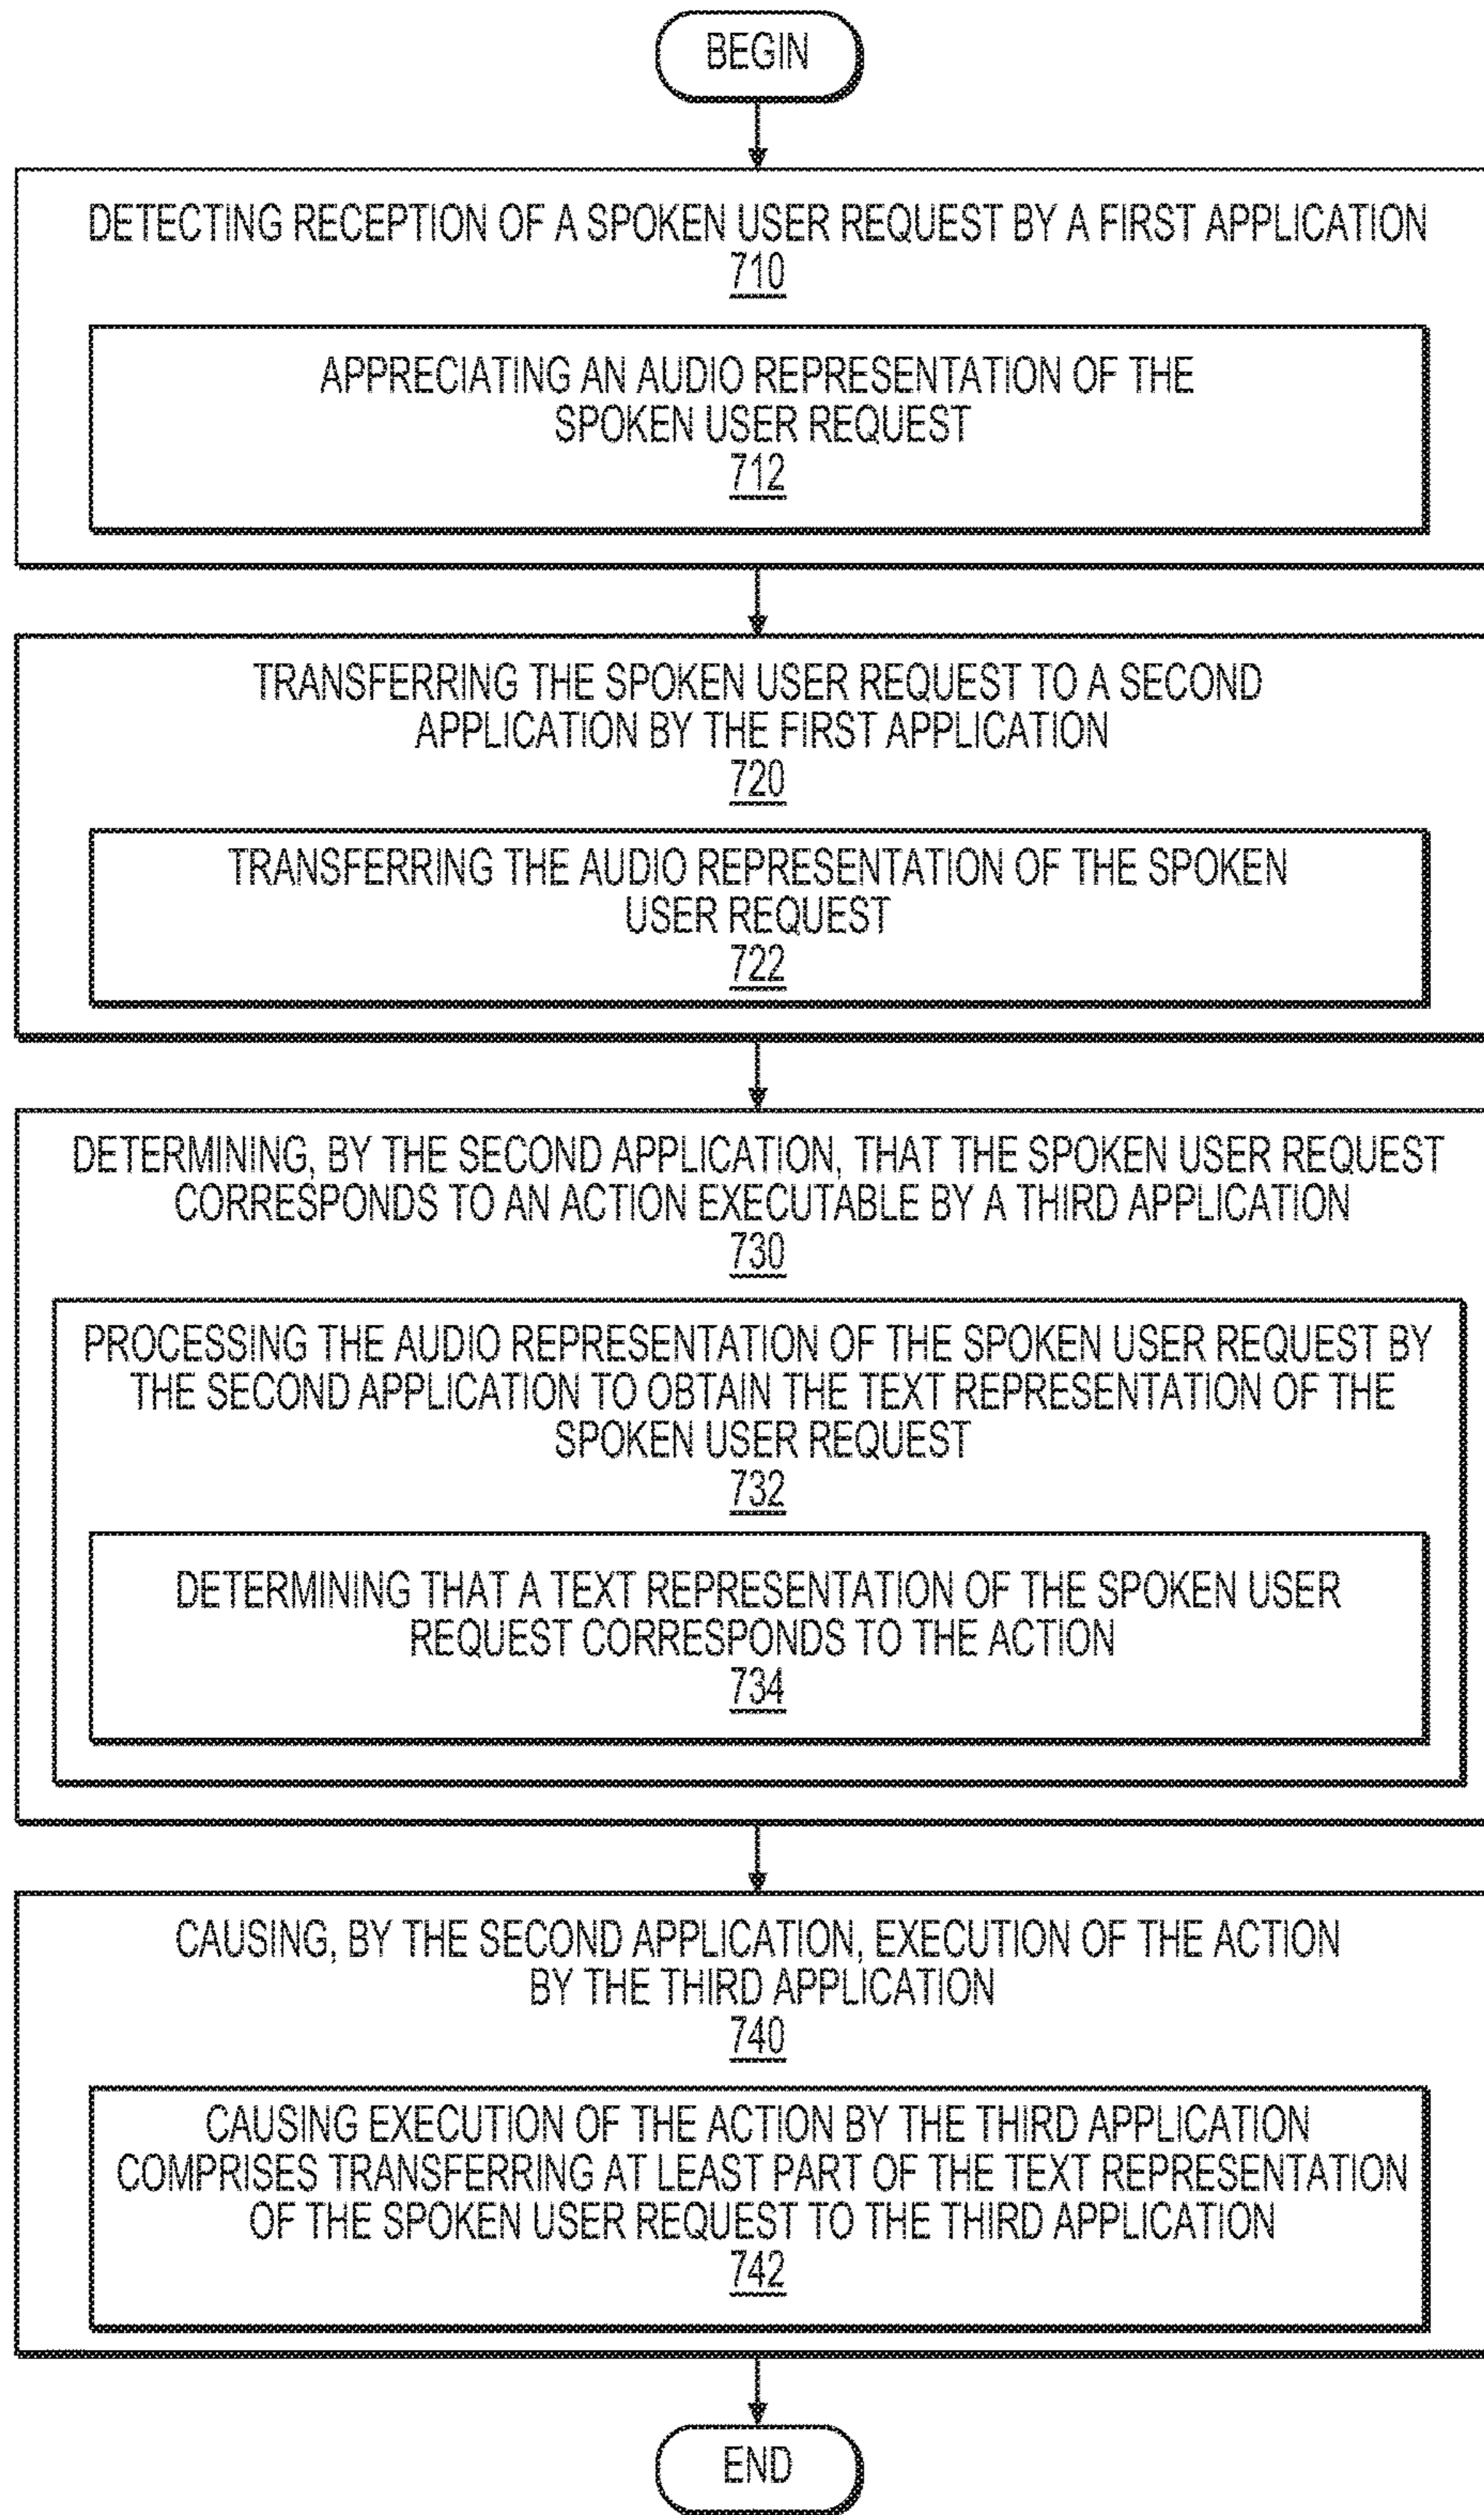 BEGIN
DETECTING RECEPTION OF A SPOKEN USER REQUEST BY A FIRST APPLICATION
710
APPRECIATING AN AUDIO REPRESENTATION OF THE
SPOKEN USER REQUEST
712
TRANSFERRING THE SPOKEN USER REQUEST TO A SECOND
APPLICATION BY THE FIRST APPLICATION
720
TRANSFERRING THE AUDIO REPRESENTATION OF THE SPOKEN
USER REQUEST
722
DETERMINING, BY THE SECOND APPLICATION, THAT THE SPOKEN USER REQUEST
CORRESPONDS TO AN ACTION EXECUTABLE BY A THIRD APPLICATION
730
PROCESSING THE AUDIO REPRESENTATION OF THE SPOKEN USER REQUEST BY
THE SECOND APPLICATION TO OBTAIN THE TEXT REPRESENTATION OF THE
SPOKEN USER REQUEST
732
DETERMINING THAT A TEXT REPRESENTATION OF THE SPOKEN USER
REQUEST CORRESPONDS TO THE ACTION
734
CAUSING, BY THE SECOND APPLICATION, EXECUTION OF THE ACTION
BY THE THIRD APPLICATION
740
CAUSING EXECUTION OF THE ACTION BY THE THIRD APPLICATION
COMPRISES TRANSFERRING AT LEAST PART OF THE TEXT REPRESENTATION
OF THE SPOKEN USER REQUEST TO THE THIRD APPLICATION
742
END